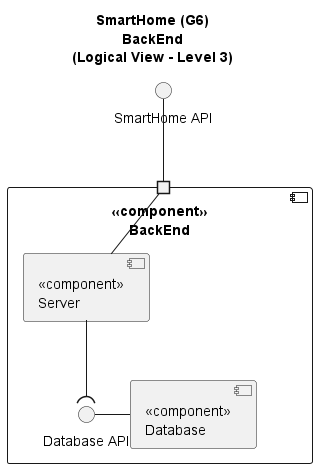 SmartHome (G6)
BackEnd
(Logical View - Level 3)
SmartHome API
«component»
BackEnd
«component»
Server
«component»
Database
Database API